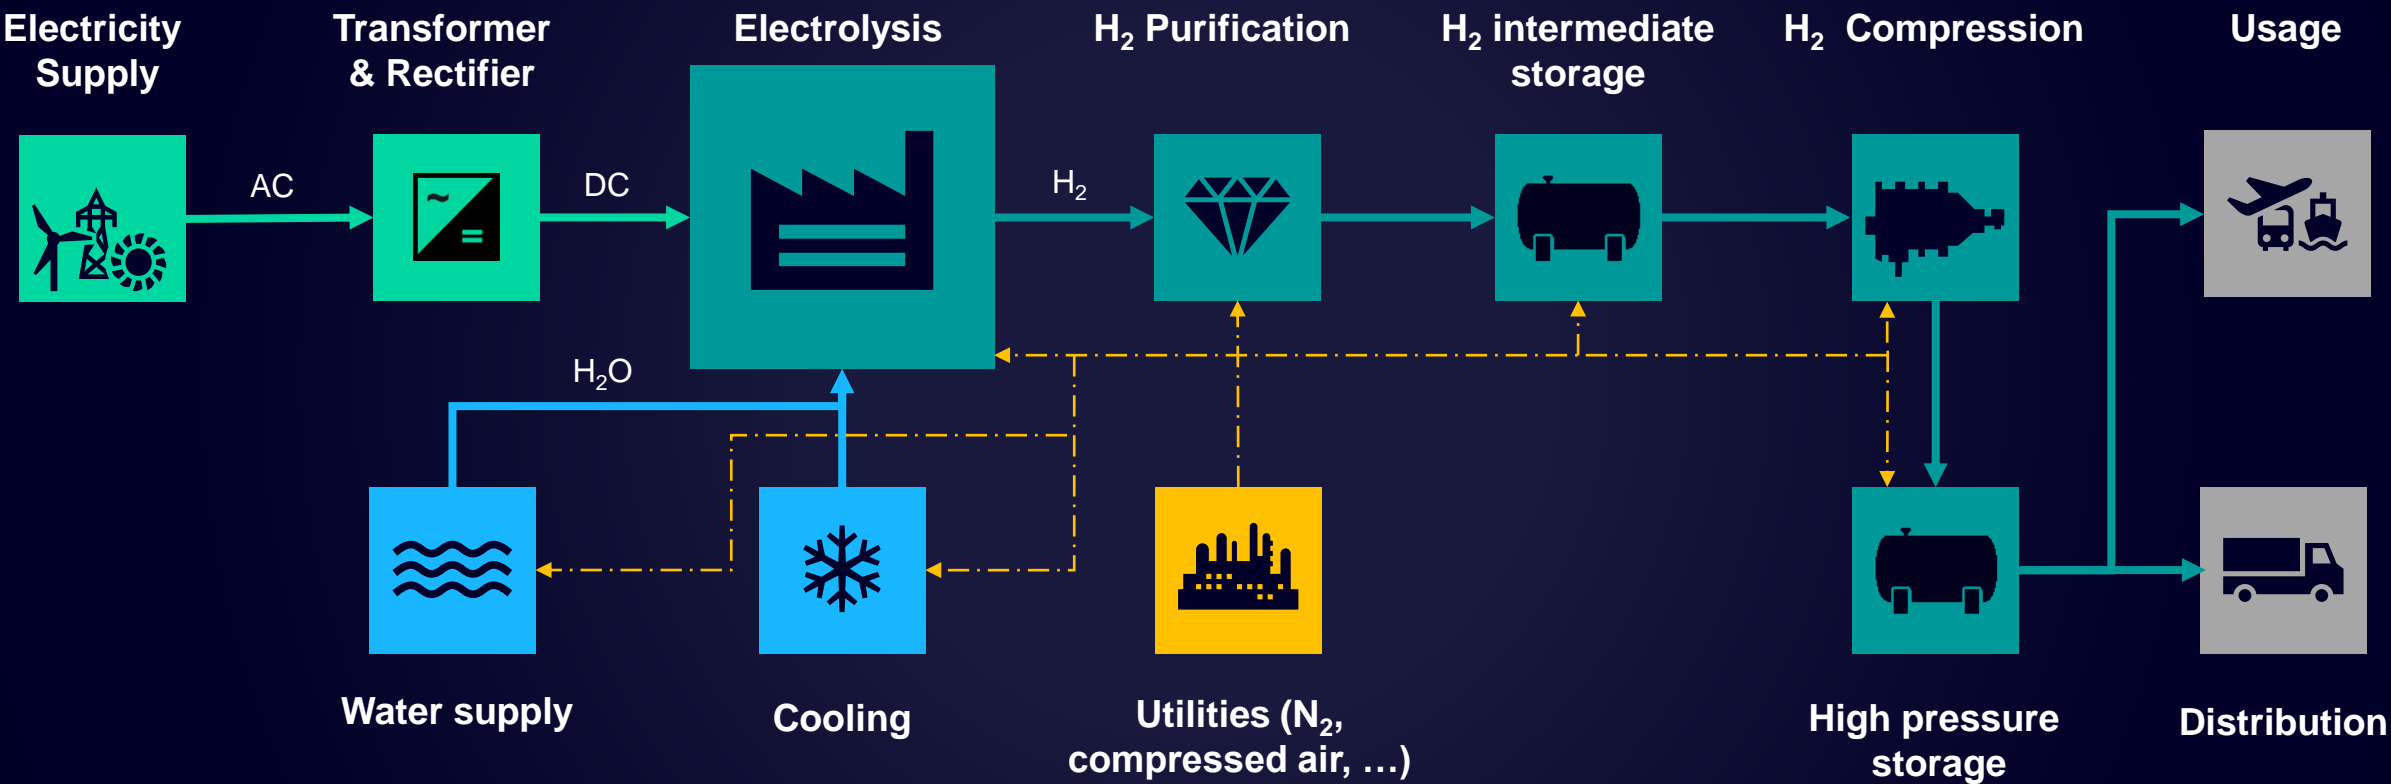 Electricity
Supply
Transformer
& Rectifier
Electrolysis
H₂ Purification
H₂ intermediate
storage
H₂ Compression
Usage
AC
~
=
DC
H₂
H₂O
Water supply
Cooling
Utilities (N₂,
compressed air, …)
High pressure
storage
Distribution